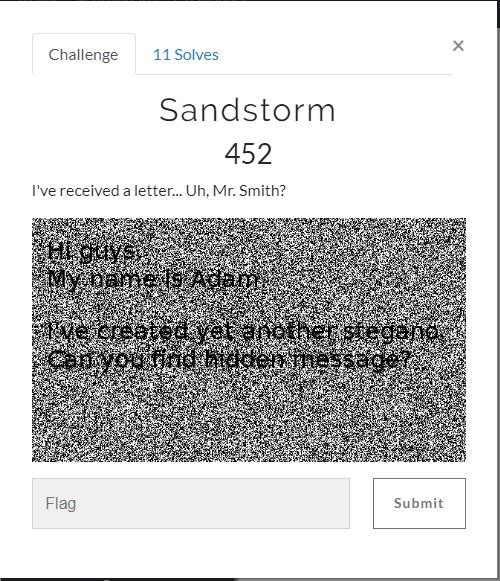 Challenge
11 Solves
×
Sandstorm
452
I've received a letter... Uh, Mr. Smith?
Hi guys.
My name is Adam.
I've created yet another stegano.
Can you find hidden message?
Flag
Submit